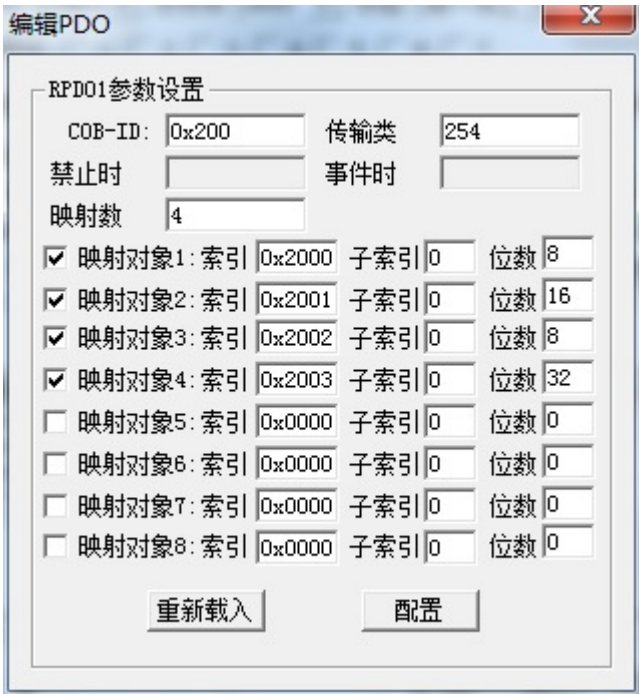 编辑PDO
RPDO1参数设置
COB-ID: 0x200 传输类 254
禁止时 事件时
映射数 4
映射对象1:索引 0x2000 子索引 0 位数 8
映射对象2:索引 0x2001 子索引 0 位数 16
映射对象3:索引 0x2002 子索引 0 位数 8
映射对象4:索引 0x2003 子索引 0 位数 32
映射对象5:索引 0x0000 子索引 0 位数 0
映射对象6:索引 0x0000 子索引 0 位数 0
映射对象7:索引 0x0000 子索引 0 位数 0
映射对象8:索引 0x0000 子索引 0 位数 0
重新载入 配置